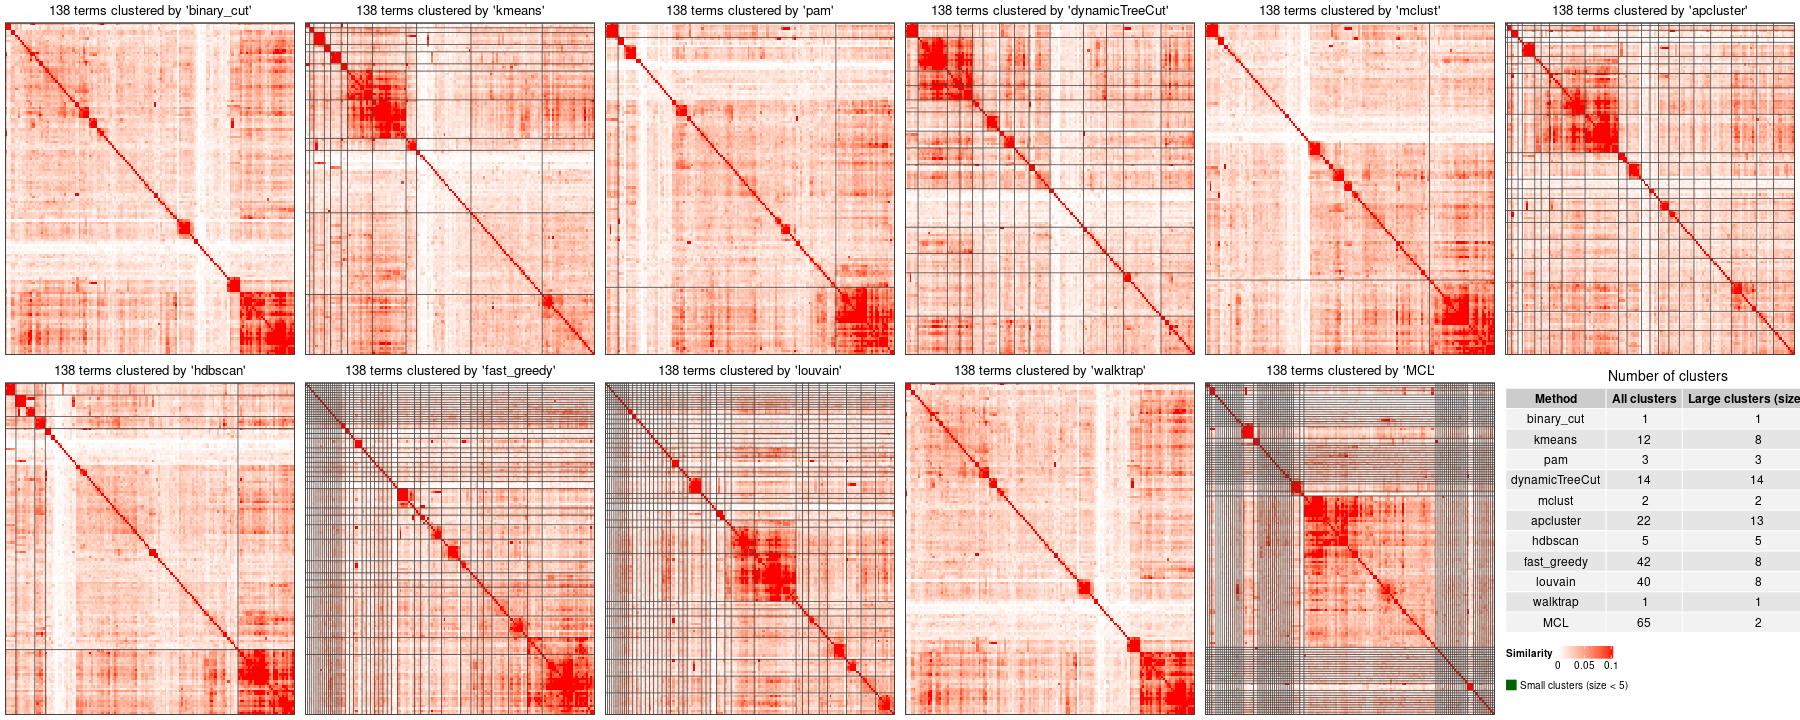 138 terms clustered by 'binary_cut'
138 terms clustered by 'kmeans'
138 terms clustered by 'pam'
138 terms clustered by 'dynamicTreeCut'
138 terms clustered by 'mclust'
138 terms clustered by 'apcluster'
138 terms clustered by 'hdbscan'
138 terms clustered by 'fast_greedy'
138 terms clustered by 'louvain'
138 terms clustered by 'walktrap'
138 terms clustered by 'MCL'
Number of clusters
Method All clusters Large clusters (size
binary_cut 1 1
kmeans 12 8
pam 3 3
dynamicTreeCut 14 14
mclust 2 2
apcluster 22 13
hdbscan 5 5
fast_greedy 42 8
louvain 40 8
walktrap 1 1
MCL 65 2
Similarity
0 0.05 0.1
Small clusters (size < 5)